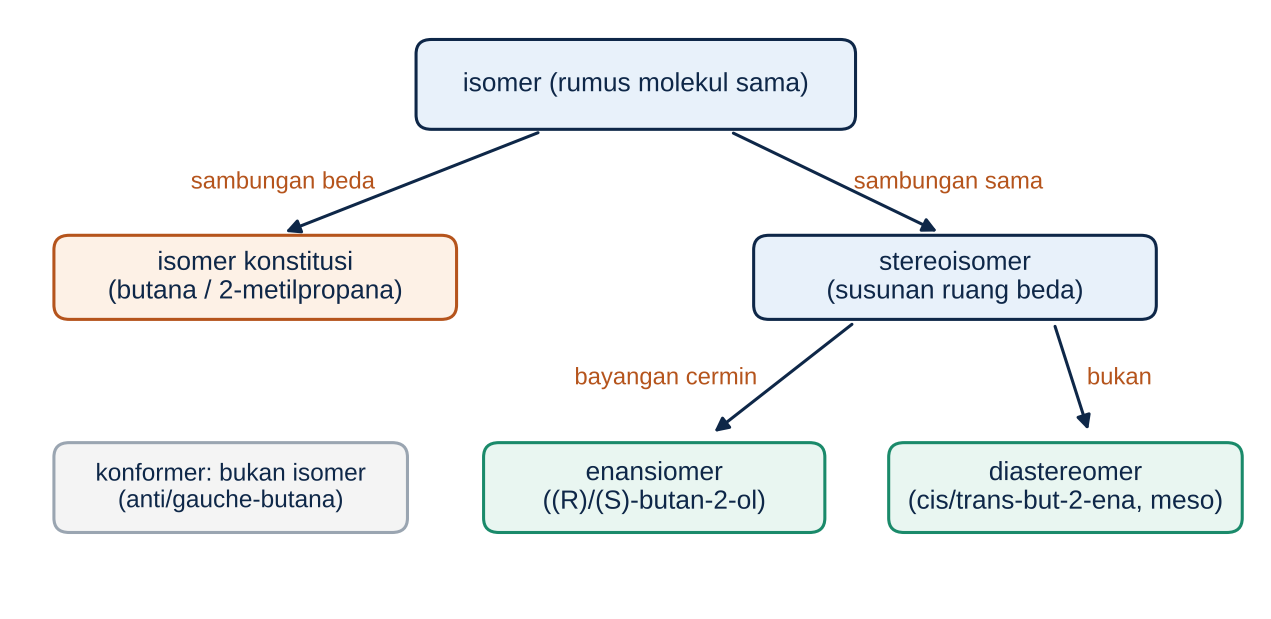 isomer (rumus molekul sama)
sambungan beda
sambungan sama
isomer konstitusi
(butana / 2-metilpropana)
stereoisomer
(susunan ruang beda)
bayangan cermin
bukan
konformer: bukan isomer
(anti/gauche-butana)
enansiomer
((R)/(S)-butan-2-ol)
diastereomer
(cis/trans-but-2-ena, meso)